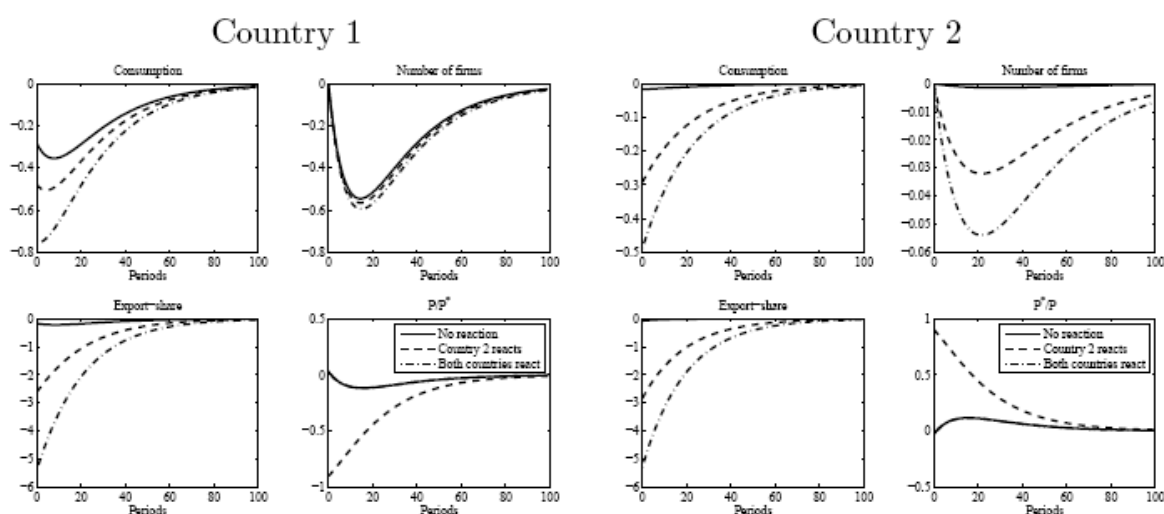 Country 1
Country 2
Consumption
0
−0.2
−0.4
−0.6
−0.8
0 20 40 60 80 100
Periods
Number of firms
0
−0.2
−0.4
−0.6
−0.8
0 20 40 60 80 100
Periods
Consumption
0
−0.1
−0.2
−0.3
−0.4
−0.5
0 20 40 60 80 100
Periods
Number of firms
0
−0.01
−0.02
−0.03
−0.04
−0.05
−0.06
0 20 40 60 80 100
Periods
Export−share
0
−1
−2
−3
−4
−5
−6
0 20 40 60 80 100
Periods
P/P*
0.5
0
−0.5
−1
No reaction
Country 2 reacts
Both countries react
0 20 40 60 80 100
Periods
Export−share
0
−1
−2
−3
−4
−5
−6
0 20 40 60 80 100
Periods
P*/P
1
0.5
0
−0.5
No reaction
Country 2 reacts
Both countries react
0 20 40 60 80 100
Periods